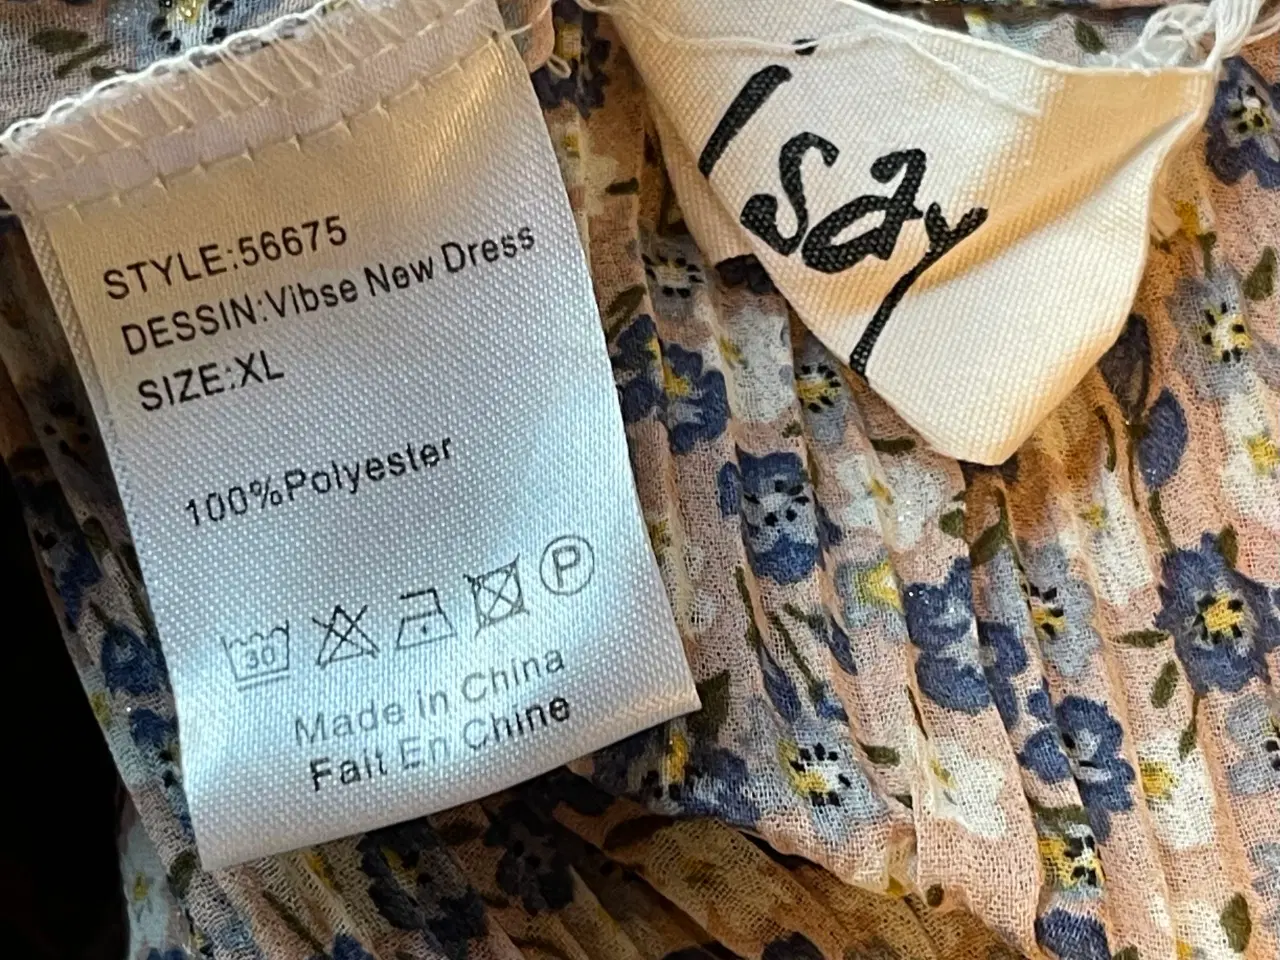 STYLE:56675
DESSIN:Vibse New Dress
SIZE:XL
100%Polyester
30
P
Made in China
Fait En Chine
isay